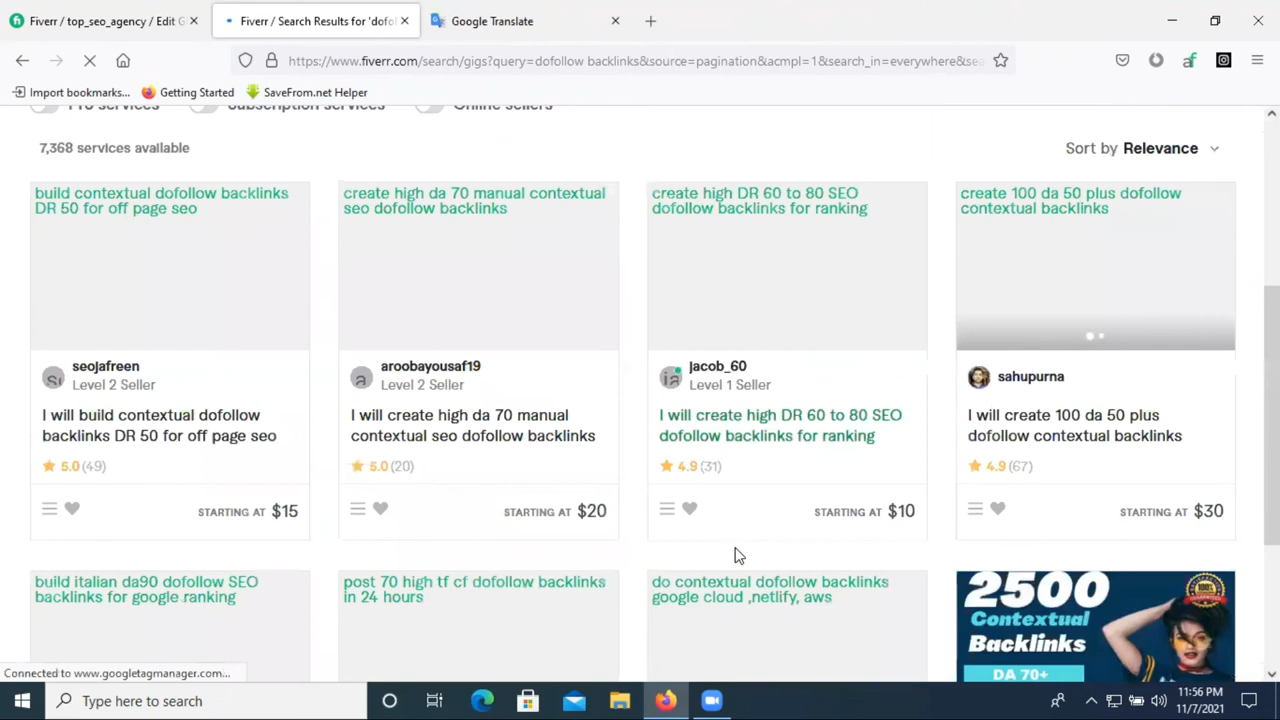 Fiverr / top_seo_agency / Edit G
Fiverr / Search Results for 'dofol
Google Translate
https://www.fiverr.com/search/gigs?query=dofollow backlinks&source=pagination&acmpl=1&search_in=everywhere&sea
Import bookmarks...
Getting Started
SaveFrom.net Helper
Pro services
Subscription services
Online sellers
7,368 services available
Sort by Relevance
build contextual dofollow backlinks
DR 50 for off page seo
create high da 70 manual contextual
seo dofollow backlinks
create high DR 60 to 80 SEO
dofollow backlinks for ranking
create 100 da 50 plus dofollow
contextual backlinks
seojafreen
Level 2 Seller
aroobayousaf19
Level 2 Seller
jacob_60
Level 1 Seller
sahupurna
I will build contextual dofollow
backlinks DR 50 for off page seo
I will create high da 70 manual
contextual seo dofollow backlinks
I will create high DR 60 to 80 SEO
dofollow backlinks for ranking
I will create 100 da 50 plus
dofollow contextual backlinks
5.0 (49)
5.0 (20)
4.9 (31)
4.9 (67)
STARTING AT $15
STARTING AT $20
STARTING AT $10
STARTING AT $30
build italian da90 dofollow SEO
backlinks for google ranking
post 70 high tf cf dofollow backlinks
in 24 hours
do contextual dofollow backlinks
google cloud ,netlify, aws
2500
Contextual
Backlinks
DA 70+
100%
Connected to www.googletagmanager.com...
Type here to search
11:56 PM
11/7/2021